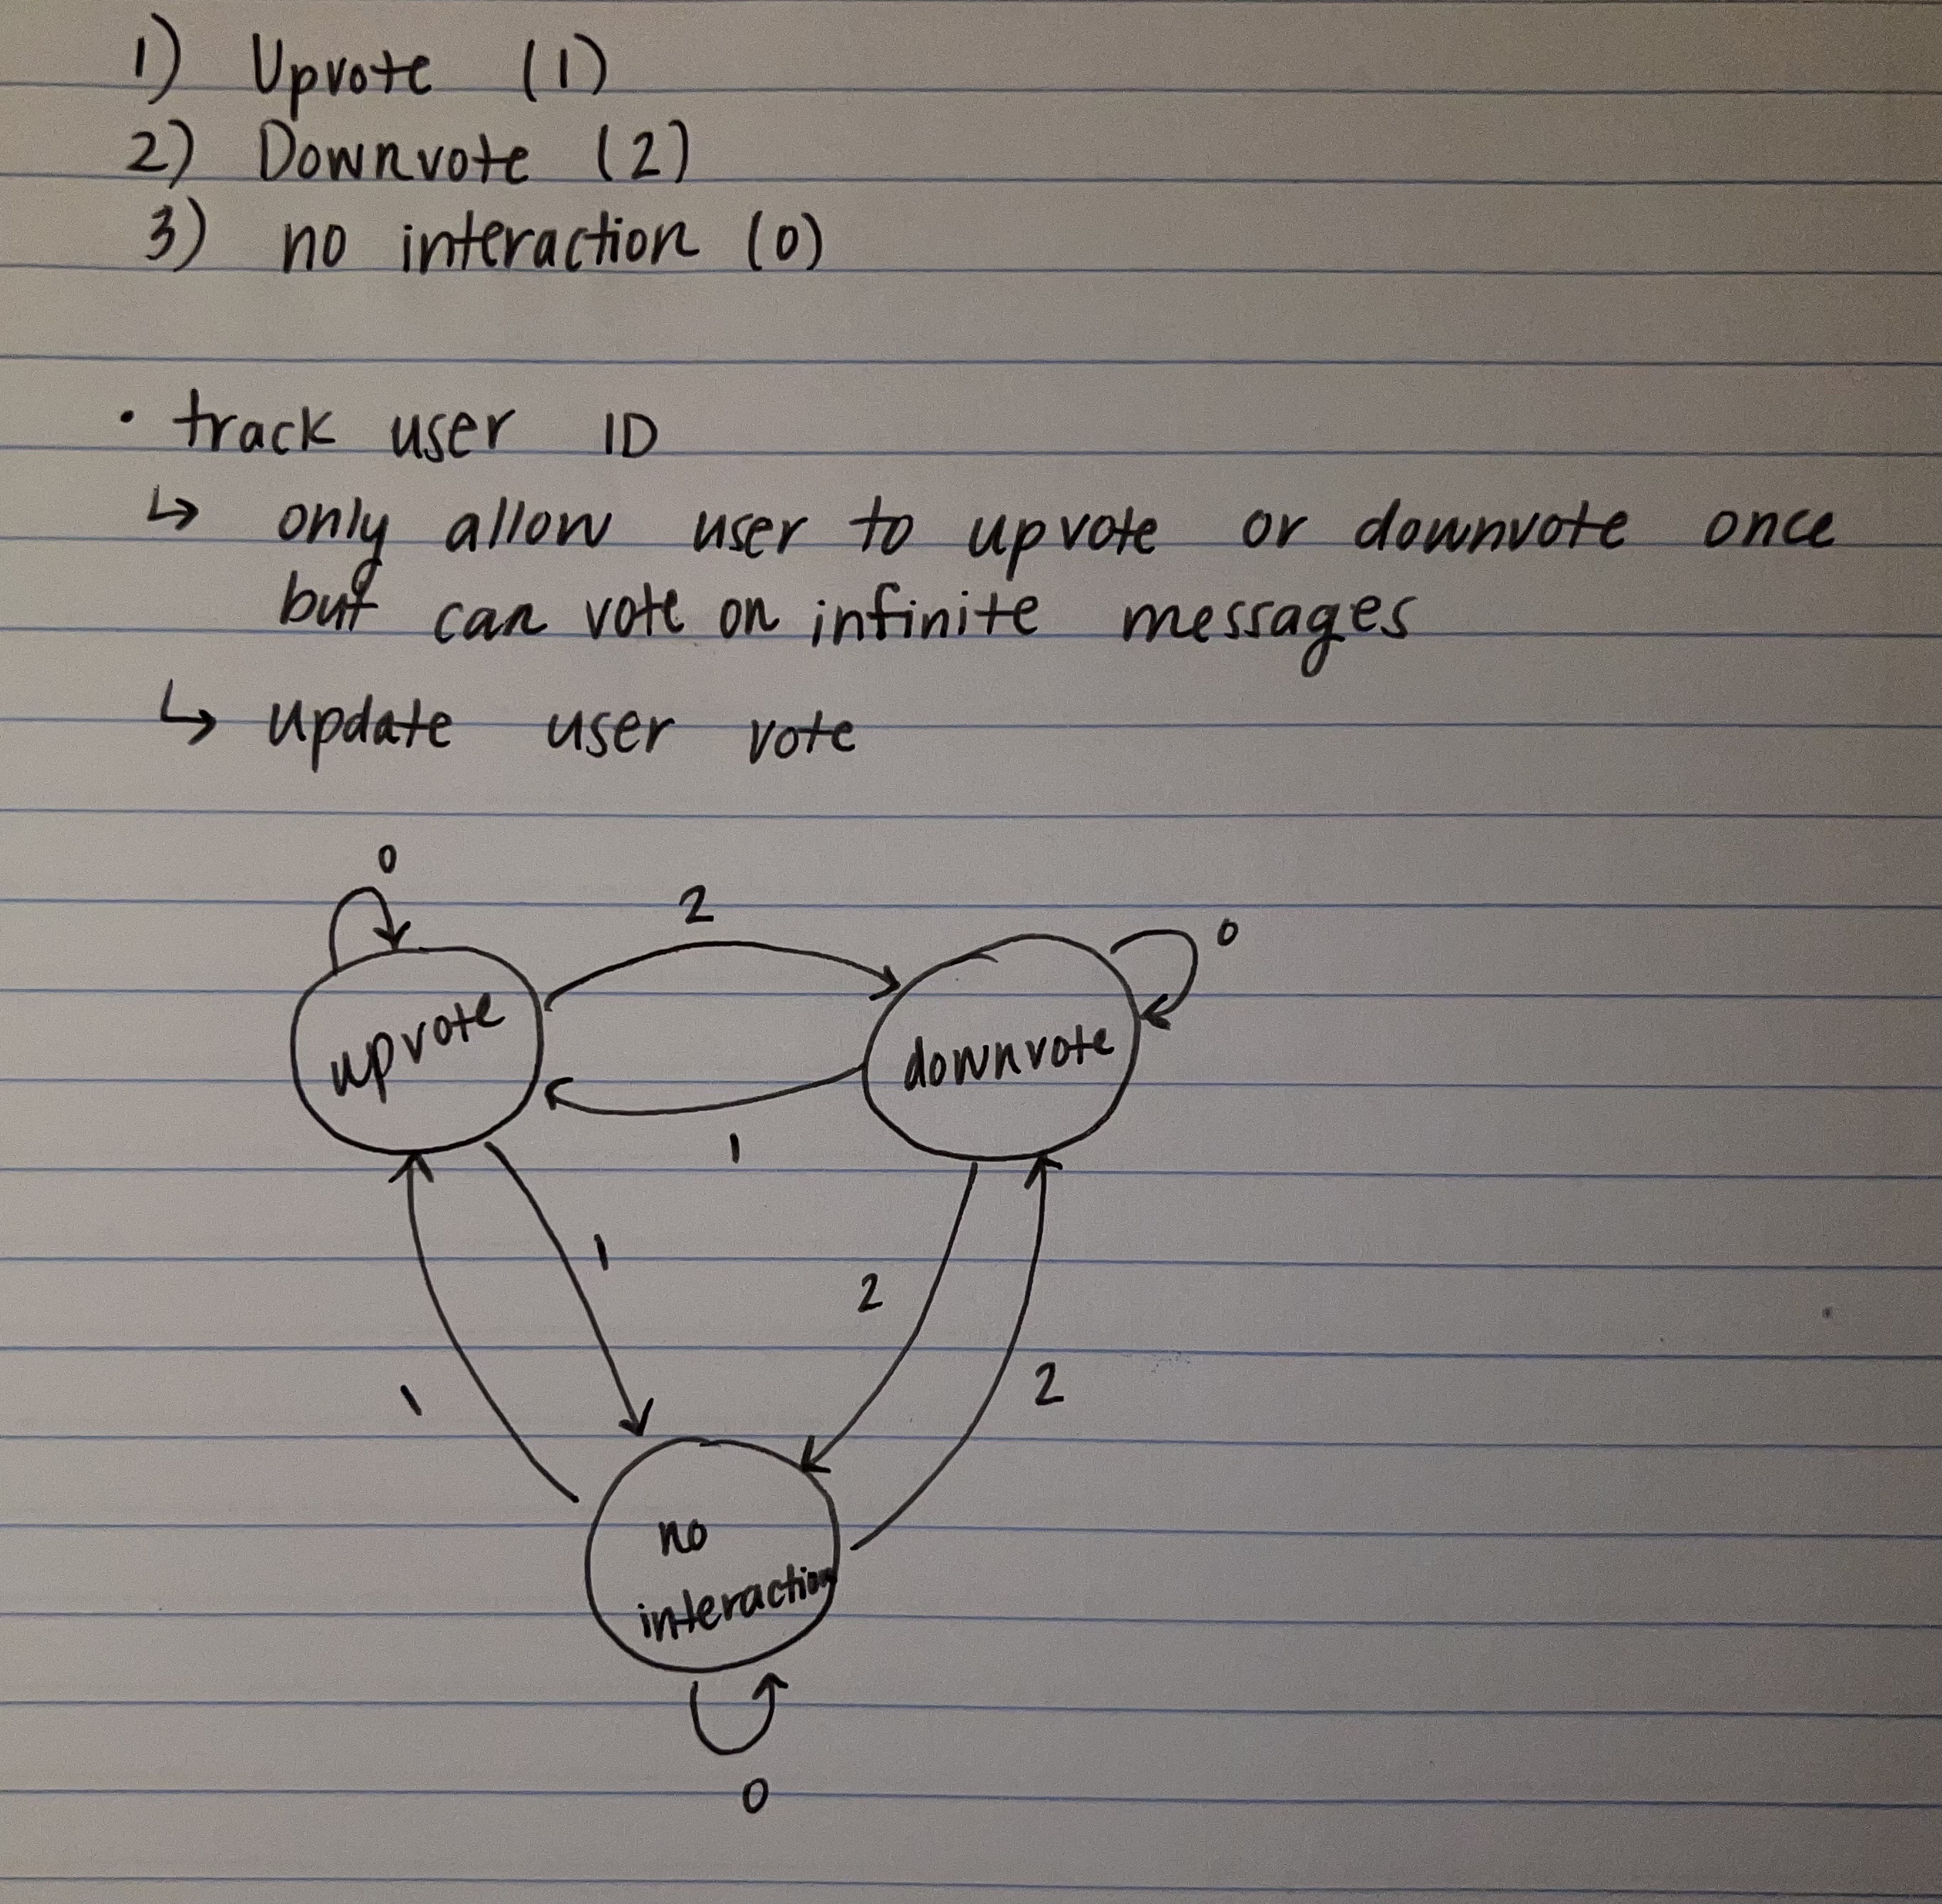 1) Upvote (1)
2) Downvote (2)
3) no interaction (0)
• track user ID
↳ only allow user to upvote or downvote once
but can vote on infinite messages
↳ update user vote
0
2
0
upvote
downvote
1
1
2
1
2
no
interaction
0